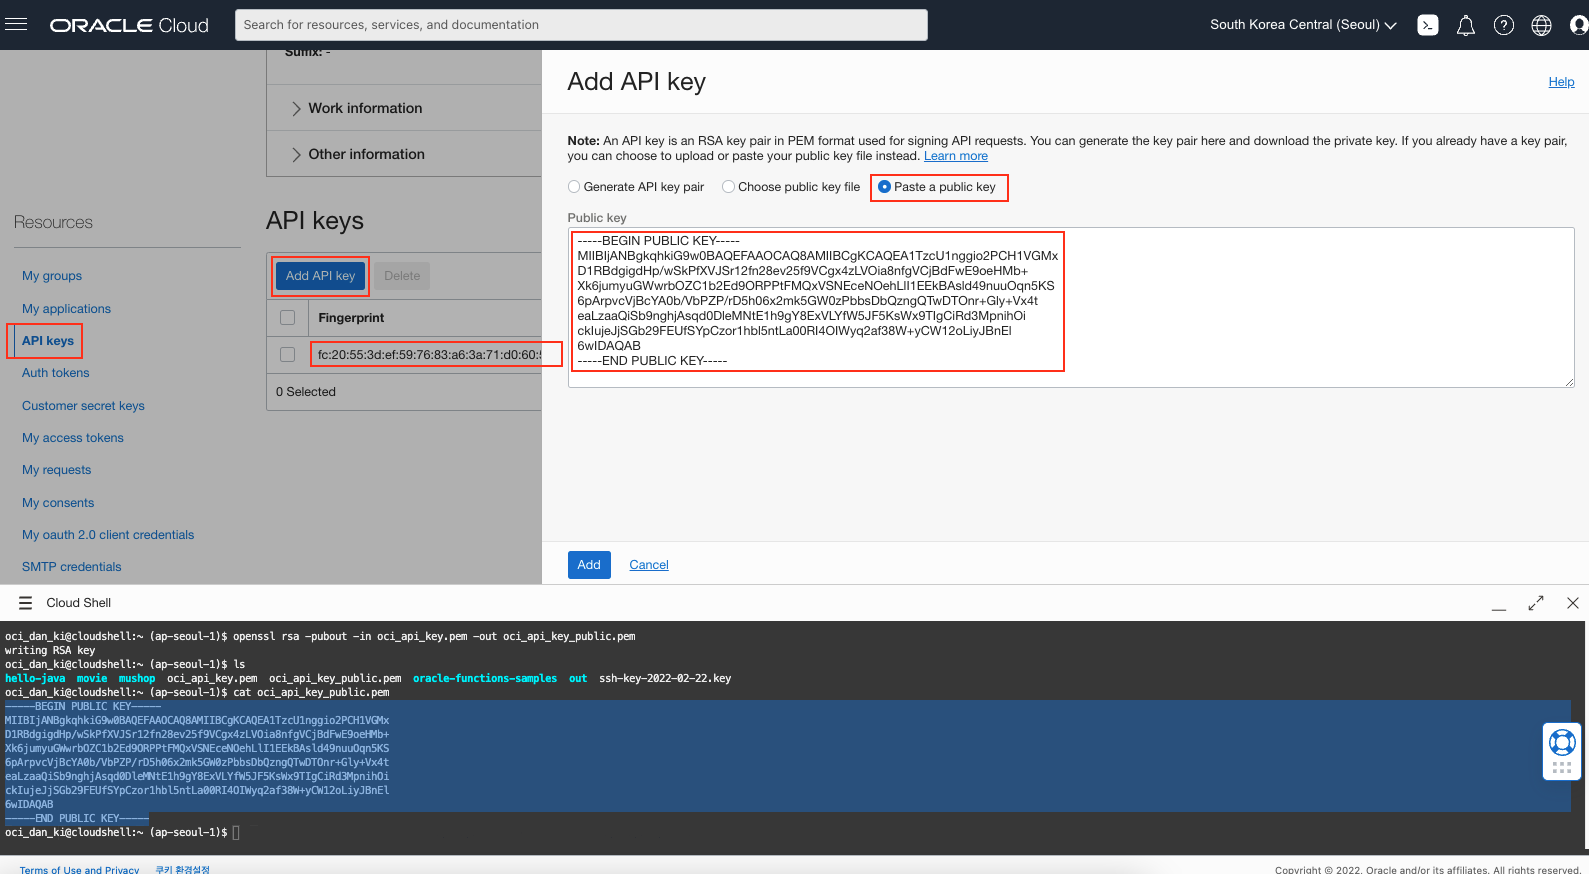 ORACLE Cloud
Search for resources, services, and documentation
South Korea Central (Seoul)
Suffix: -
Work information
Other information
Resources
My groups
My applications
API keys
Auth tokens
Customer secret keys
My access tokens
My requests
My consents
My oauth 2.0 client credentials
SMTP credentials
API keys
Add API key
Delete
Fingerprint
fc:20:55:3d:ef:59:76:83:a6:3a:71:d0:60:
0 Selected
Add API key
Help
Note: An API key is an RSA key pair in PEM format used for signing API requests. You can generate the key pair here and download the private key. If you already have a key pair,
you can choose to upload or paste your public key file instead. Learn more
Generate API key pair
Choose public key file
Paste a public key
Public key
-----BEGIN PUBLIC KEY-----
MIIBIjANBgkqhkiG9w0BAQEFAAOCAQ8AMIIBCgKCAQEA1TzcU1nggio2PCH1VGMx
D1RBdgigdHp/wSkPfXVJSr12fn28ev25f9VCgx4zLVOia8nfgVCjBdFwE9oeHMb+
Xk6jumyuGWwrbOZC1b2Ed9ORPPtFMQxVSNEceNOehLlI1EEkBAsld49nuuOqn5KS
6pArpvcVjBcYA0b/VbPZP/rD5h06x2mk5GW0zPbbsDbQzngQTwDTOnr+Gly+Vx4t
eaLzaaQiSb9nghjAsqd0DleMNtE1h9gY8ExVLYfW5JF5KsWx9TIgCiRd3MpnihOi
ckIujeJjSGb29FEUfSYpCzor1hbl5ntLa00RI4OIWyq2af38W+yCW12oLiyJBnEl
6wIDAQAB
-----END PUBLIC KEY-----
Add
Cancel
Cloud Shell
oci_dan_ki@cloudshell:~ (ap-seoul-1)$ openssl rsa -pubout -in oci_api_key.pem -out oci_api_key_public.pem
writing RSA key
oci_dan_ki@cloudshell:~ (ap-seoul-1)$ ls
hello-java movie mushop oci_api_key.pem oci_api_key_public.pem oracle-functions-samples out ssh-key-2022-02-22.key
oci_dan_ki@cloudshell:~ (ap-seoul-1)$ cat oci_api_key_public.pem
-----BEGIN PUBLIC KEY-----
MIIBIjANBgkqhkiG9w0BAQEFAAOCAQ8AMIIBCgKCAQEA1TzcU1nggio2PCH1VGMx
D1RBdgigdHp/wSkPfXVJSr12fn28ev25f9VCgx4zLVOia8nfgVCjBdFwE9oeHMb+
Xk6jumyuGWwrbOZC1b2Ed9ORPPtFMQxVSNEceNOehLlI1EEkBAsld49nuuOqn5KS
6pArpvcVjBcYA0b/VbPZP/rD5h06x2mk5GW0zPbbsDbQzngQTwDTOnr+Gly+Vx4t
eaLzaaQiSb9nghjAsqd0DleMNtE1h9gY8ExVLYfW5JF5KsWx9TIgCiRd3MpnihOi
ckIujeJjSGb29FEUfSYpCzor1hbl5ntLa00RI4OIWyq2af38W+yCW12oLiyJBnEl
6wIDAQAB
-----END PUBLIC KEY-----
oci_dan_ki@cloudshell:~ (ap-seoul-1)$
Terms of Use and Privacy
쿠키 환경설정
Copyright © 2022, Oracle and/or its affiliates. All rights reserved.